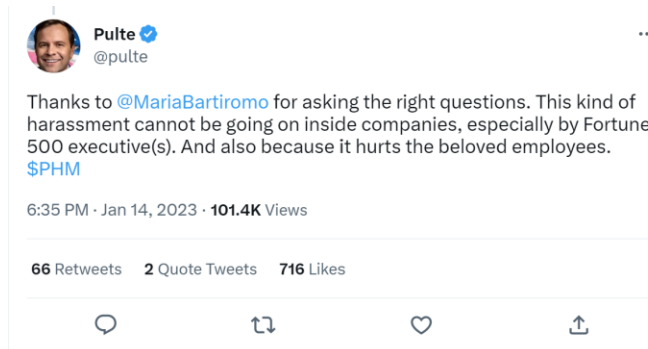 Pulte
@pulte
Thanks to @MariaBartiromo for asking the right questions. This kind of
harassment cannot be going on inside companies, especially by Fortune
500 executive(s). And also because it hurts the beloved employees.
$PHM
6:35 PM · Jan 14, 2023 · 101.4K Views
66 Retweets 2 Quote Tweets 716 Likes